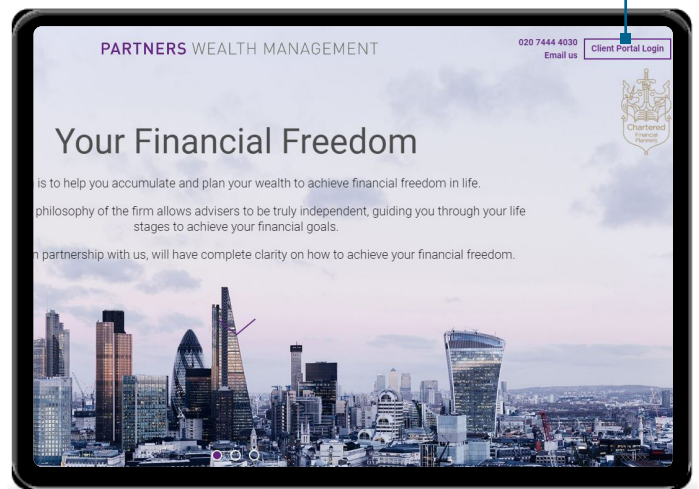 PARTNERS WEALTH MANAGEMENT
020 7444 4030
Email us
Client Portal Login
Chartered
Financial
Planners
Your Financial Freedom
is to help you accumulate and plan your wealth to achieve financial freedom in life.
philosophy of the firm allows advisers to be truly independent, guiding you through your life
stages to achieve your financial goals.
partnership with us, will have complete clarity on how to achieve your financial freedom.